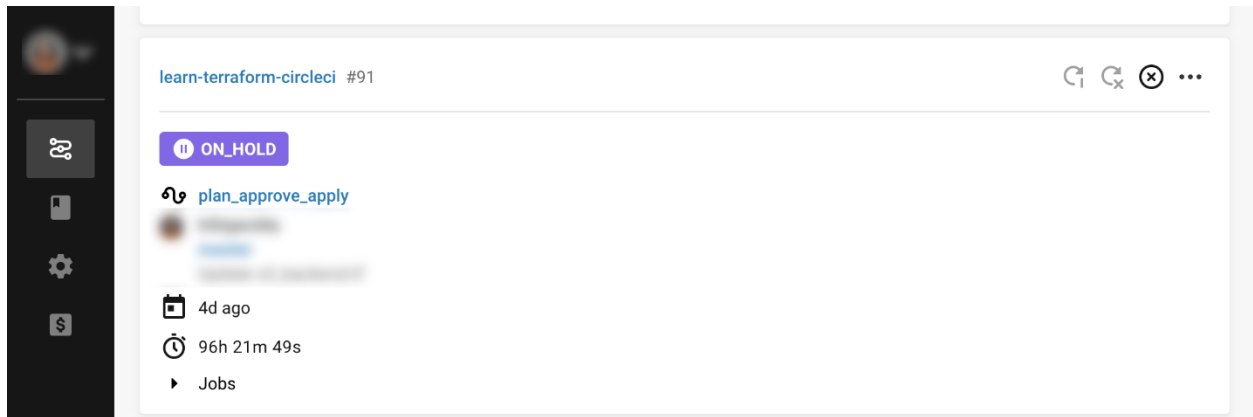 learn-terraform-circleci #91
ON_HOLD
plan_approve_apply
4d ago
96h 21m 49s
Jobs